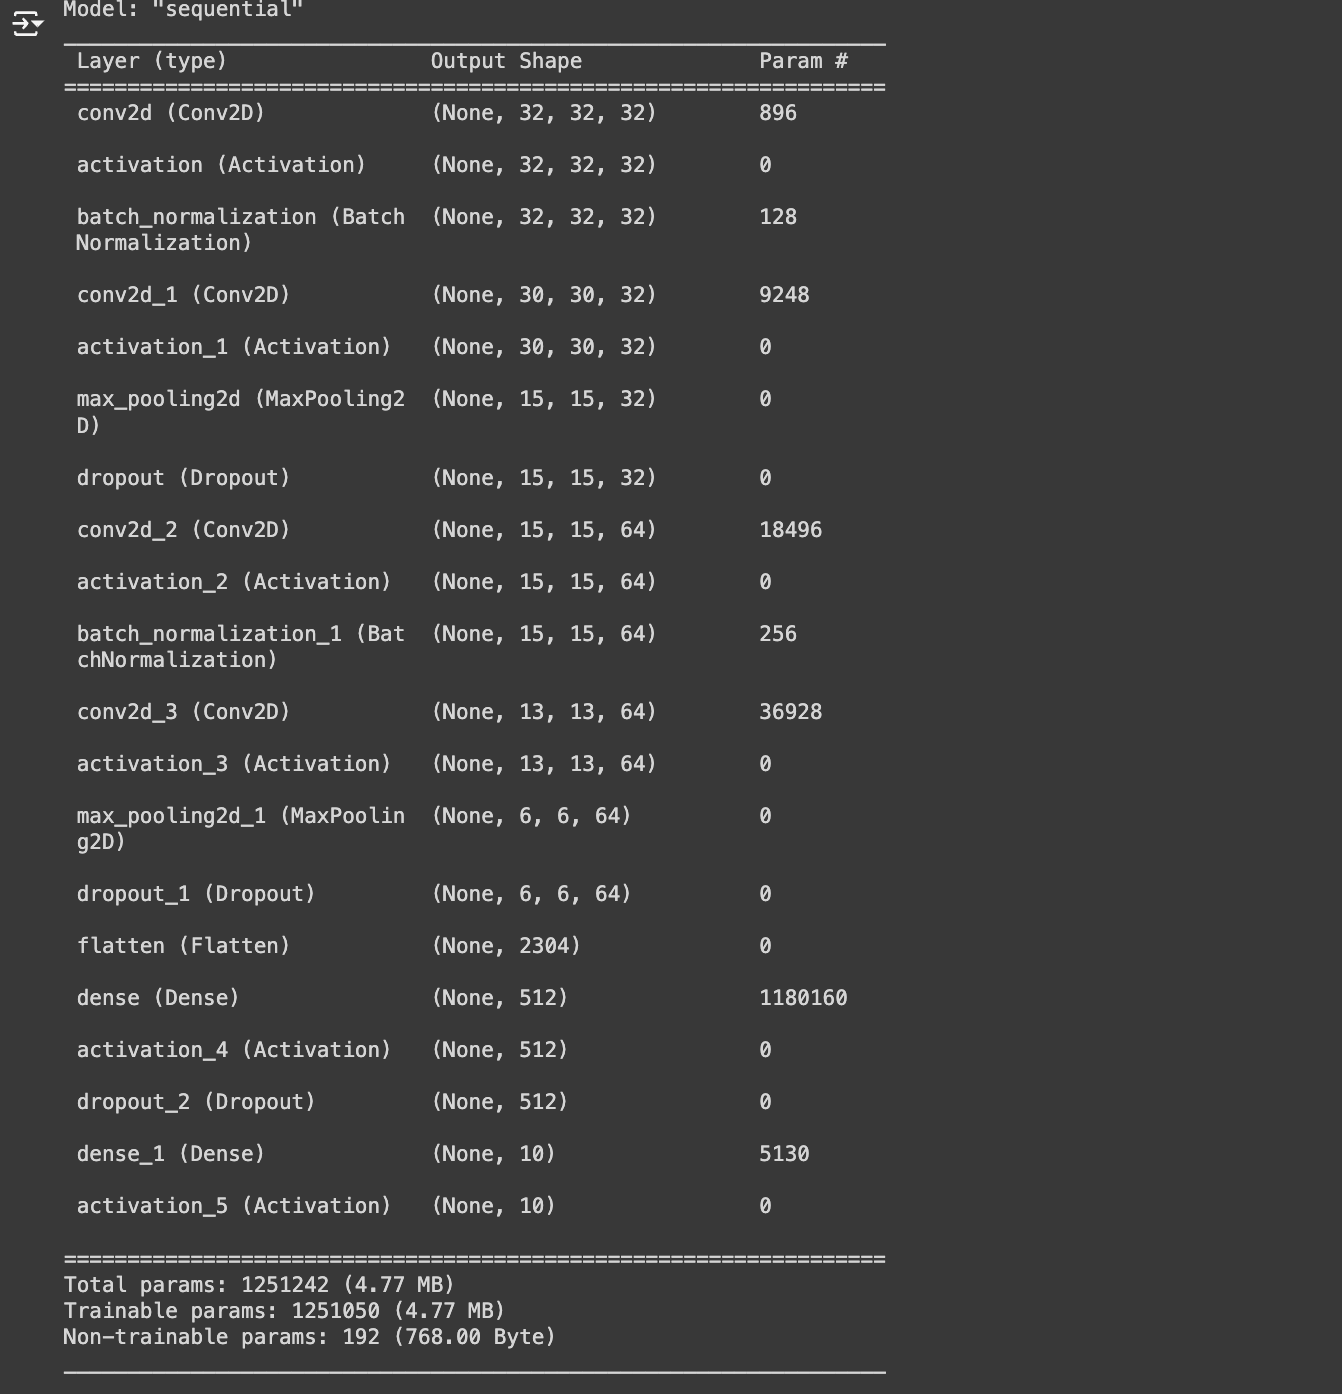 Model: "sequential"
Layer (type) Output Shape Param #
=================================================================
conv2d (Conv2D) (None, 32, 32, 32) 896
activation (Activation) (None, 32, 32, 32) 0
batch_normalization (Batch (None, 32, 32, 32) 128
Normalization)
conv2d_1 (Conv2D) (None, 30, 30, 32) 9248
activation_1 (Activation) (None, 30, 30, 32) 0
max_pooling2d (MaxPooling2 (None, 15, 15, 32) 0
D)
dropout (Dropout) (None, 15, 15, 32) 0
conv2d_2 (Conv2D) (None, 15, 15, 64) 18496
activation_2 (Activation) (None, 15, 15, 64) 0
batch_normalization_1 (Bat (None, 15, 15, 64) 256
chNormalization)
conv2d_3 (Conv2D) (None, 13, 13, 64) 36928
activation_3 (Activation) (None, 13, 13, 64) 0
max_pooling2d_1 (MaxPoolin (None, 6, 6, 64) 0
g2D)
dropout_1 (Dropout) (None, 6, 6, 64) 0
flatten (Flatten) (None, 2304) 0
dense (Dense) (None, 512) 1180160
activation_4 (Activation) (None, 512) 0
dropout_2 (Dropout) (None, 512) 0
dense_1 (Dense) (None, 10) 5130
activation_5 (Activation) (None, 10) 0
=================================================================
Total params: 1251242 (4.77 MB)
Trainable params: 1251050 (4.77 MB)
Non-trainable params: 192 (768.00 Byte)